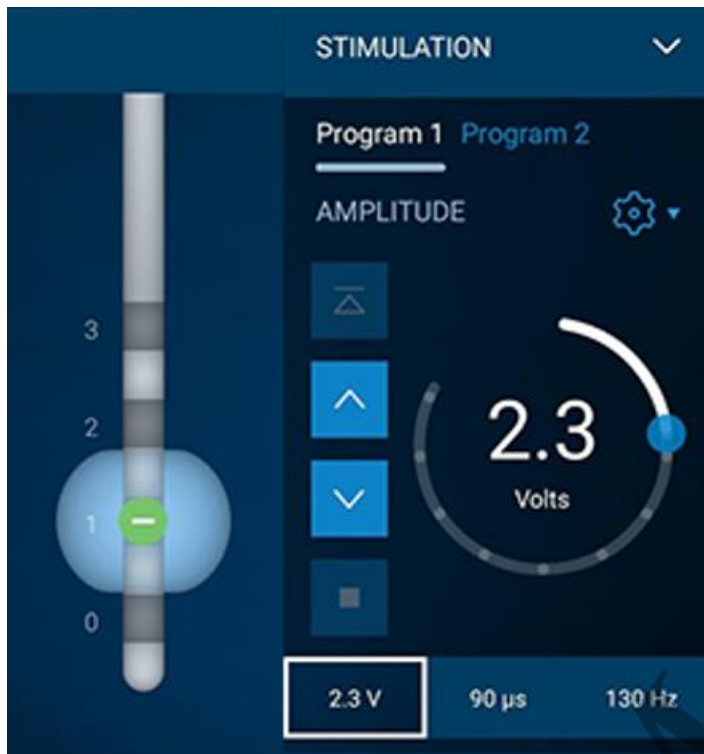 STIMULATION
Program 1 Program 2
AMPLITUDE
3
2
1
0
2.3
Volts
2.3 V 90 µs 130 Hz